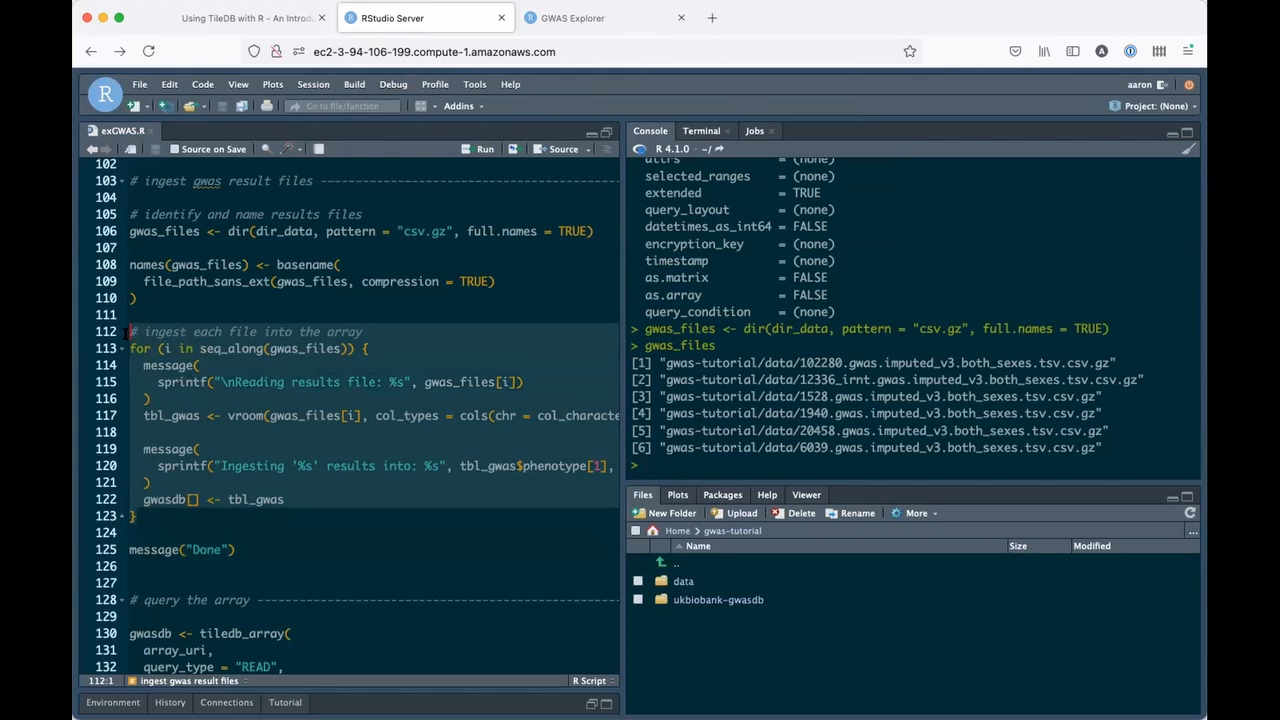 Using TileDB with R - An Introdu
RStudio Server
GWAS Explorer
ec2-3-94-106-199.compute-1.amazonaws.com
R File Edit Code View Plots Session Build Debug Profile Tools Help
aaron
Go to file/function
Addins
Project: (None)
exGWAS.R
Source on Save
Run
Source
102
103 # ingest gwas result files
104
105 # identify and name results files
106 gwas_files <- dir(dir_data, pattern = "csv.gz", full.names = TRUE)
107
108 names(gwas_files) <- basename(
109 file_path_sans_ext(gwas_files, compression = TRUE)
110 )
111
112 # ingest each file into the array
113 for (i in seq_along(gwas_files)) {
114 message(
115 sprintf("\nReading results file: %s", gwas_files[i])
116 )
117 tbl_gwas <- vroom(gwas_files[i], col_types = cols(chr = col_characte
118
119 message(
120 sprintf("Ingesting '%s' results into: %s", tbl_gwas$phenotype[1],
121 )
122 gwasdb[] <- tbl_gwas
123 }
124
125 message("Done")
126
127
128 # query the array
129
130 gwasdb <- tiledb_array(
131 array_uri,
132 query_type = "READ",
112:1 ingest gwas result files
R Script
Environment History Connections Tutorial
Console Terminal Jobs
R 4.1.0 · ~/
attrs = (none)
selected_ranges = (none)
extended = TRUE
query_layout = (none)
datetimes_as_int64 = FALSE
encryption_key = (none)
timestamp = (none)
as.matrix = FALSE
as.array = FALSE
query_condition = (none)
> gwas_files <- dir(dir_data, pattern = "csv.gz", full.names = TRUE)
> gwas_files
[1] "gwas-tutorial/data/102280.gwas.imputed_v3.both_sexes.tsv.csv.gz"
[2] "gwas-tutorial/data/12336_irnt.gwas.imputed_v3.both_sexes.tsv.csv.gz"
[3] "gwas-tutorial/data/1528.gwas.imputed_v3.both_sexes.tsv.csv.gz"
[4] "gwas-tutorial/data/1940.gwas.imputed_v3.both_sexes.tsv.csv.gz"
[5] "gwas-tutorial/data/20458.gwas.imputed_v3.both_sexes.tsv.csv.gz"
[6] "gwas-tutorial/data/6039.gwas.imputed_v3.both_sexes.tsv.csv.gz"
>
Files Plots Packages Help Viewer
New Folder Upload Delete Rename More
Home gwas-tutorial
Name Size Modified
..
data
ukbiobank-gwasdb